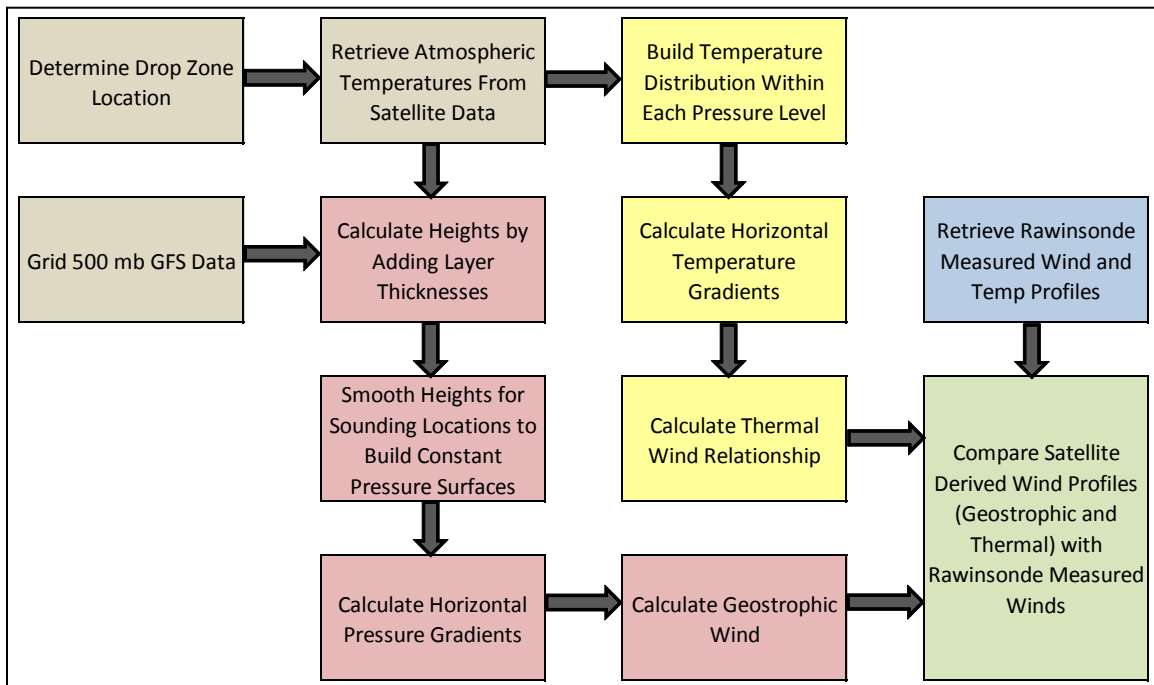 Determine Drop Zone
Location
Retrieve Atmospheric
Temperatures From
Satellite Data
Build Temperature
Distribution Within
Each Pressure Level
Grid 500 mb GFS Data
Calculate Heights by
Adding Layer
Thicknesses
Calculate Horizontal
Temperature
Gradients
Retrieve Rawinsonde
Measured Wind and
Temp Profiles
Smooth Heights for
Sounding Locations to
Build Constant
Pressure Surfaces
Calculate Thermal
Wind Relationship
Compare Satellite
Derived Wind Profiles
(Geostrophic and
Thermal) with
Rawinsonde Measured
Winds
Calculate Horizontal
Pressure Gradients
Calculate Geostrophic
Wind